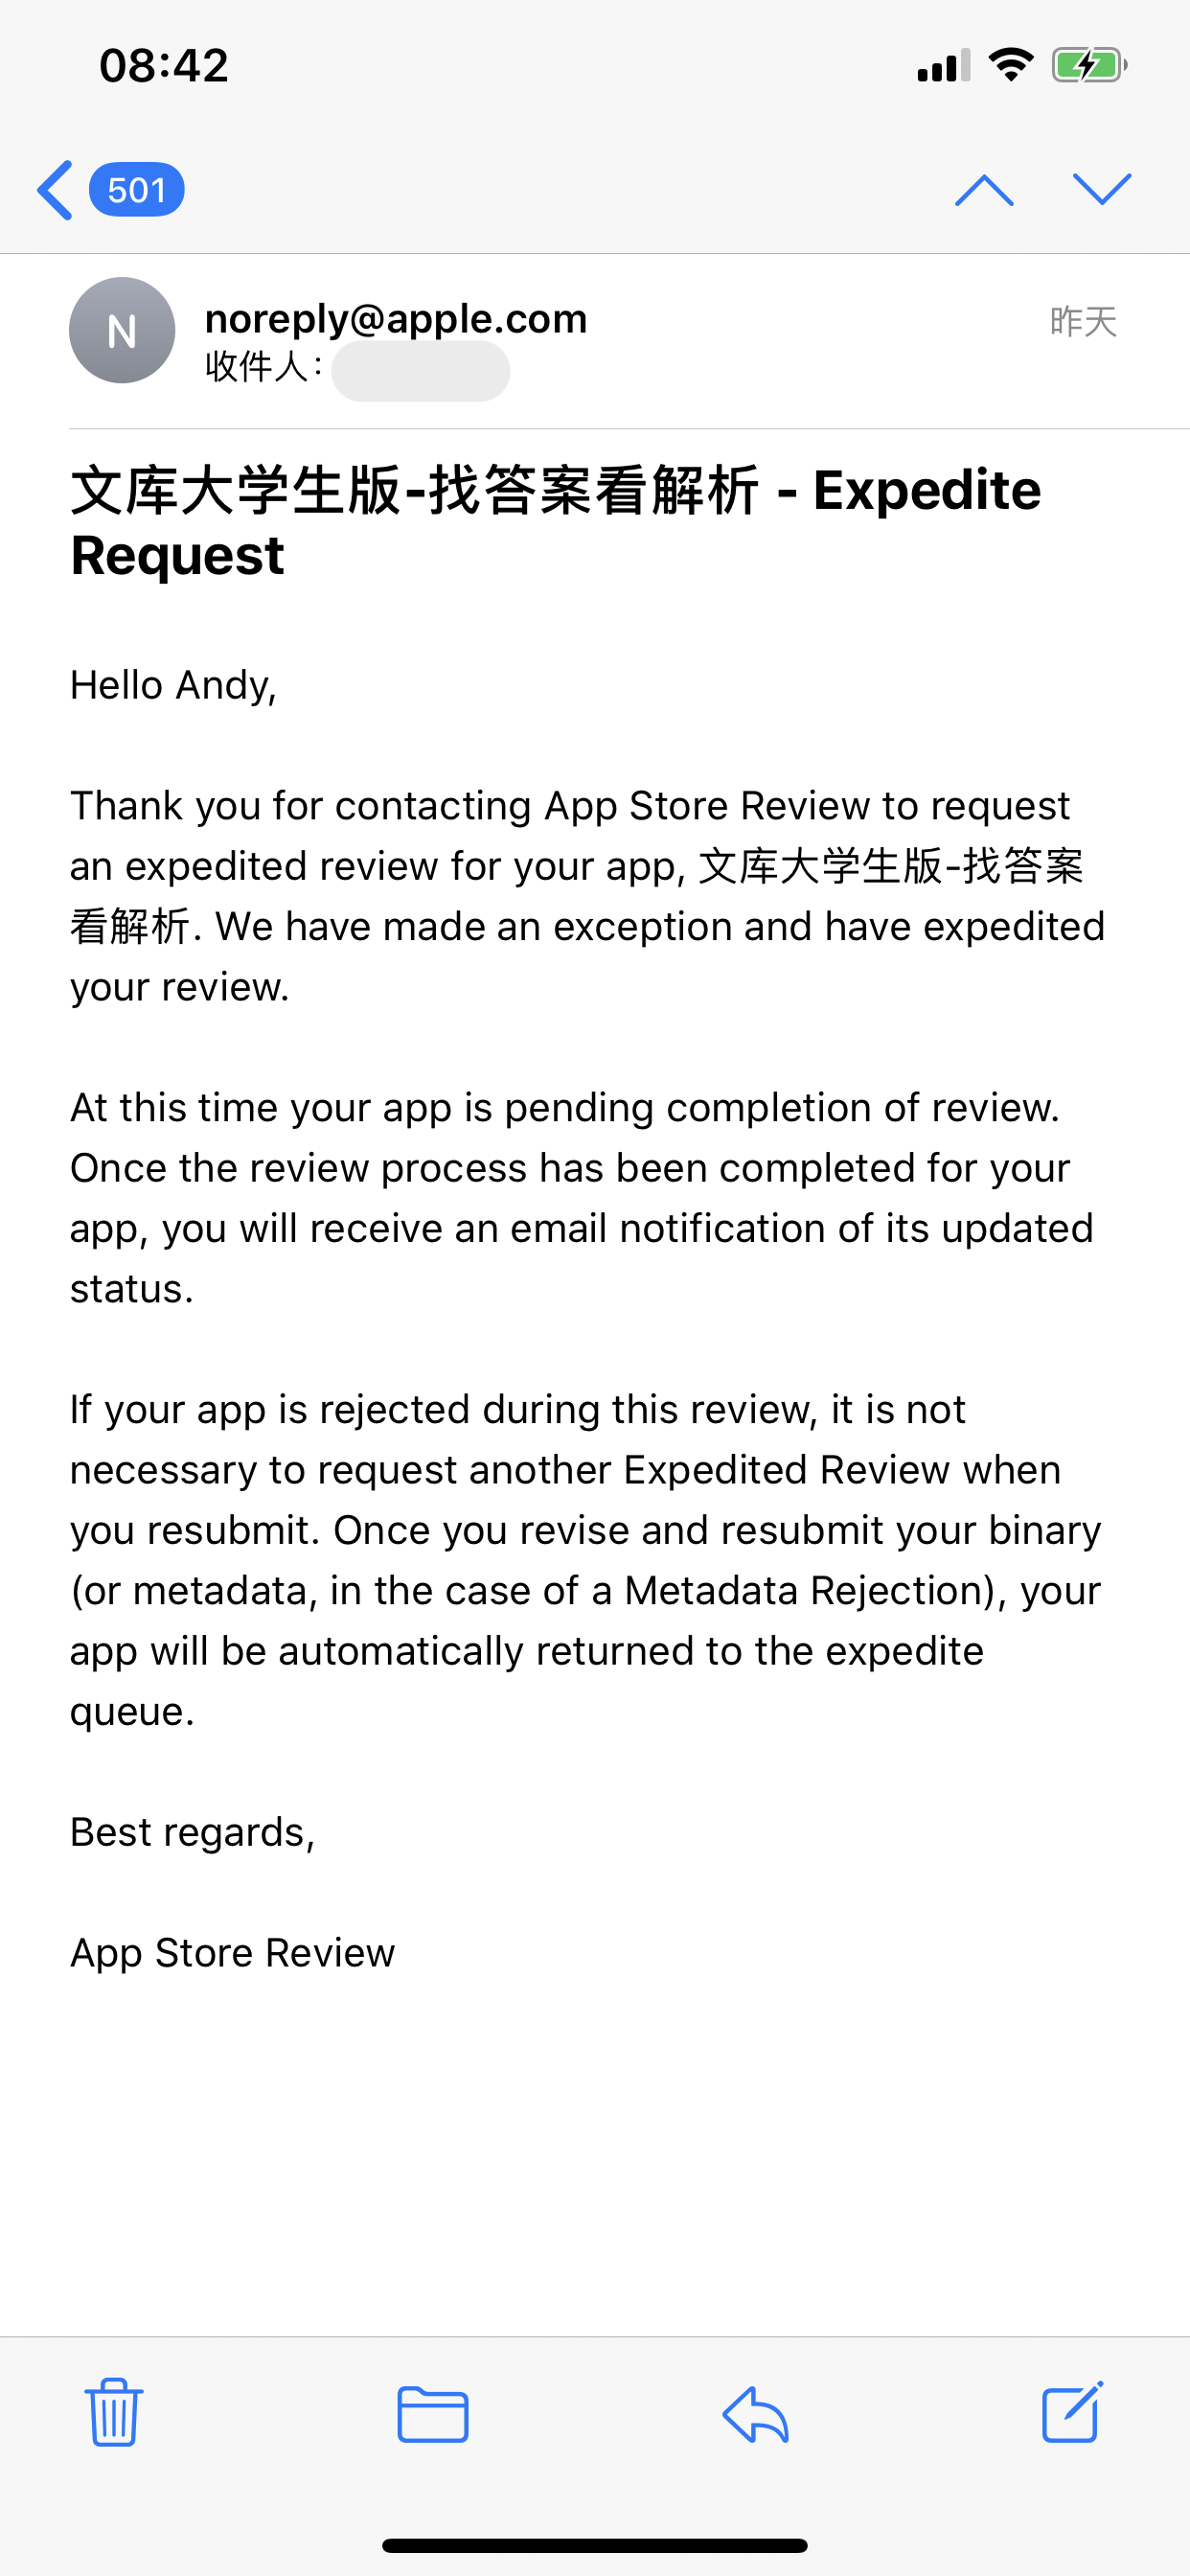 08:42
501
N
noreply@apple.com
昨天
收件人：
文库大学生版-找答案看解析 - Expedite
Request
Hello Andy,
Thank you for contacting App Store Review to request
an expedited review for your app, 文库大学生版-找答案
看解析. We have made an exception and have expedited
your review.
At this time your app is pending completion of review.
Once the review process has been completed for your
app, you will receive an email notification of its updated
status.
If your app is rejected during this review, it is not
necessary to request another Expedited Review when
you resubmit. Once you revise and resubmit your binary
(or metadata, in the case of a Metadata Rejection), your
app will be automatically returned to the expedite
queue.
Best regards,
App Store Review